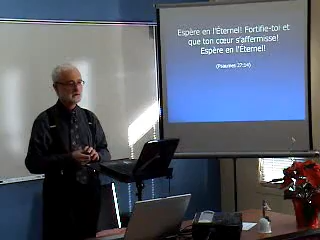 Espère en l'Éternel! Fortifie-toi et
que ton cœur s'affermisse!
Espère en l'Éternel!
(Psaumes 27:14)